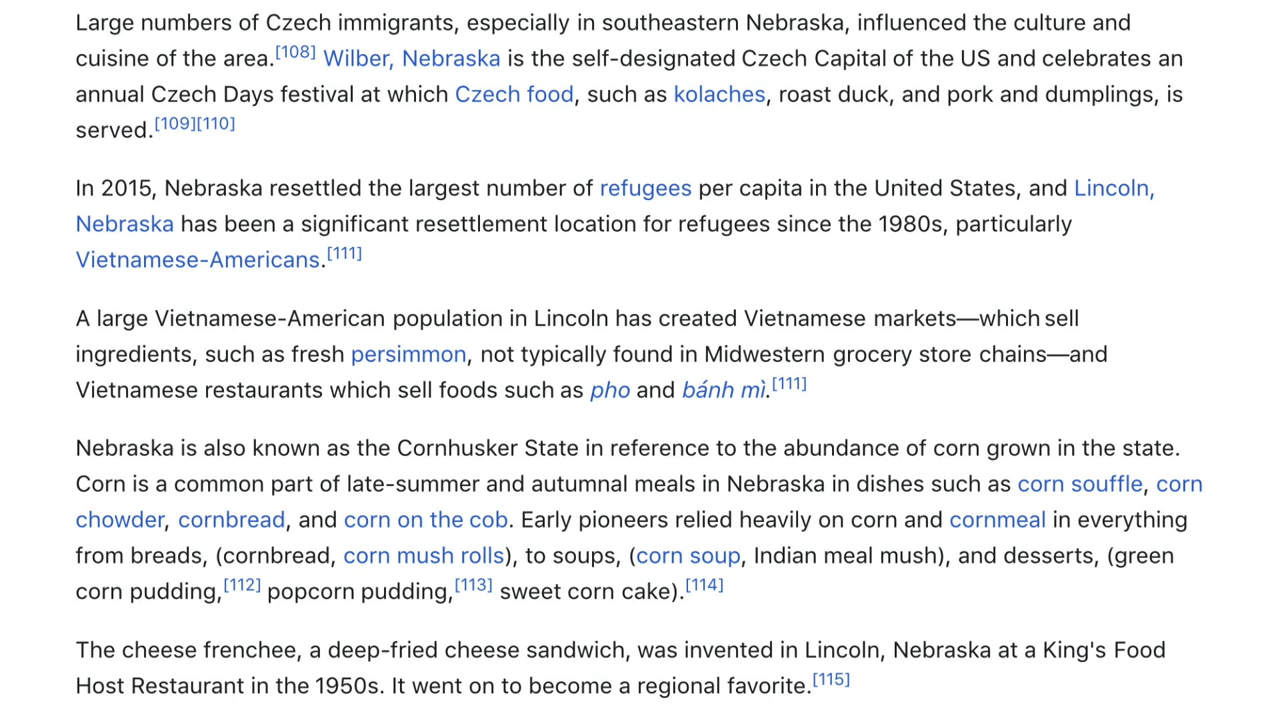 Large numbers of Czech immigrants, especially in southeastern Nebraska, influenced the culture and
cuisine of the area.[108] Wilber, Nebraska is the self-designated Czech Capital of the US and celebrates an
annual Czech Days festival at which Czech food, such as kolaches, roast duck, and pork and dumplings, is
served.[109][110]
In 2015, Nebraska resettled the largest number of refugees per capita in the United States, and Lincoln,
Nebraska has been a significant resettlement location for refugees since the 1980s, particularly
Vietnamese-Americans.[111]
A large Vietnamese-American population in Lincoln has created Vietnamese markets—which sell
ingredients, such as fresh persimmon, not typically found in Midwestern grocery store chains—and
Vietnamese restaurants which sell foods such as pho and bánh mì.[111]
Nebraska is also known as the Cornhusker State in reference to the abundance of corn grown in the state.
Corn is a common part of late-summer and autumnal meals in Nebraska in dishes such as corn souffle, corn
chowder, cornbread, and corn on the cob. Early pioneers relied heavily on corn and cornmeal in everything
from breads, (cornbread, corn mush rolls), to soups, (corn soup, Indian meal mush), and desserts, (green
corn pudding,[112] popcorn pudding,[113] sweet corn cake).[114]
The cheese frenchee, a deep-fried cheese sandwich, was invented in Lincoln, Nebraska at a King's Food
Host Restaurant in the 1950s. It went on to become a regional favorite.[115]